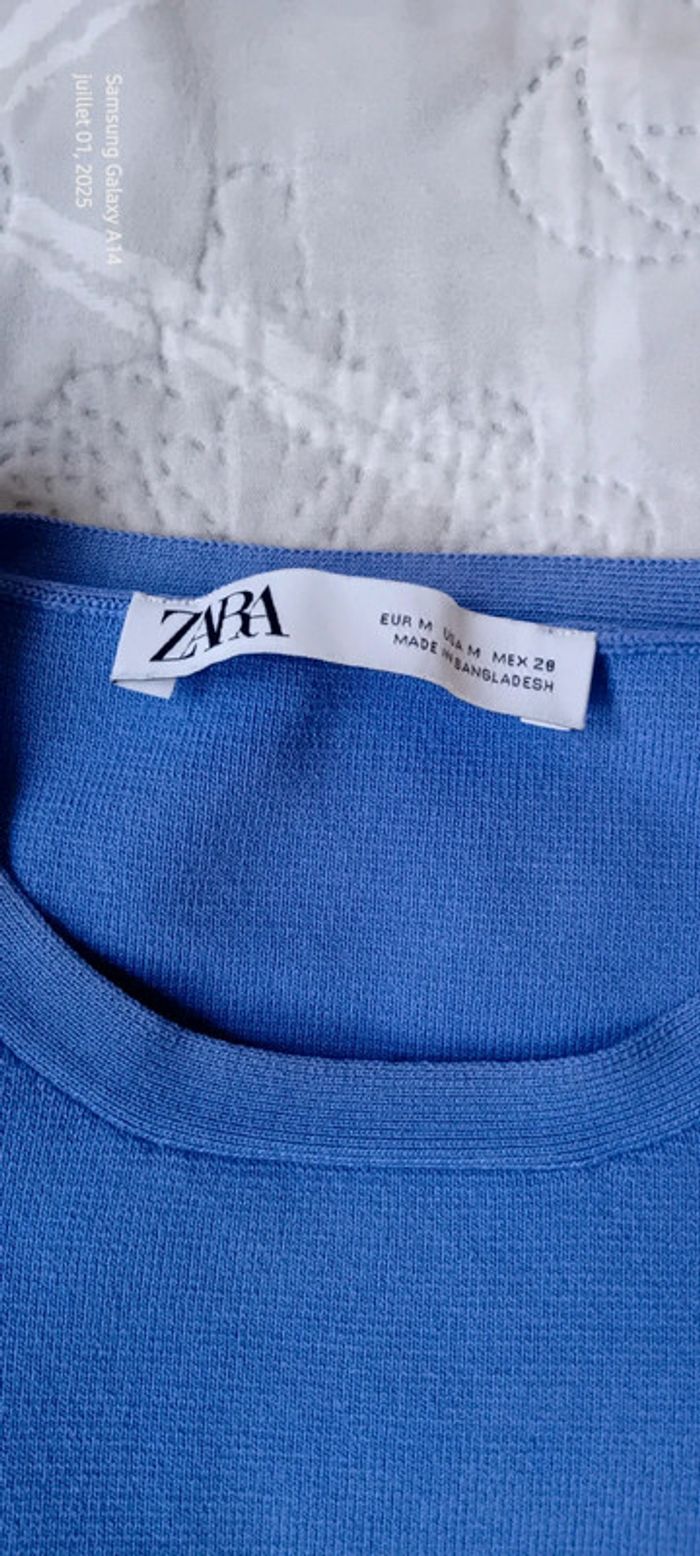 Samsung Galaxy A14
juillet 01, 2025
ZARA
EUR M USA M MEX 28
MADE IN BANGLADESH